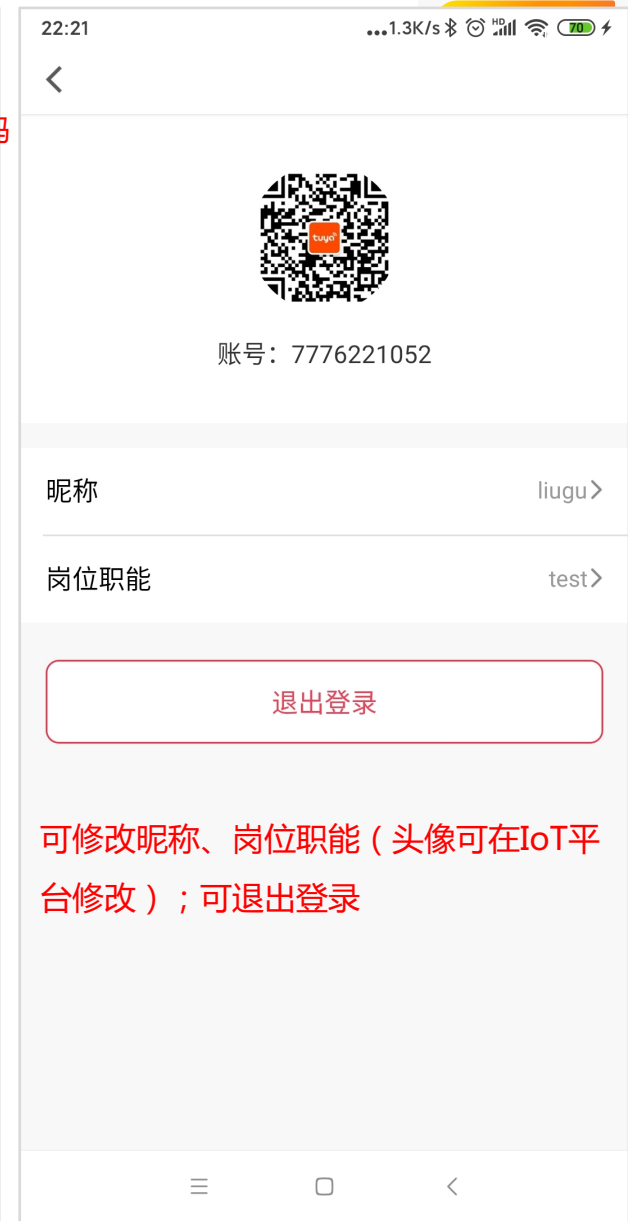 22:21
...1.3K/s HD 70
码
tuya
账号：7776221052
昵称 liugu
岗位职能 test
退出登录
可修改昵称、岗位职能（头像可在IoT平
台修改）；可退出登录